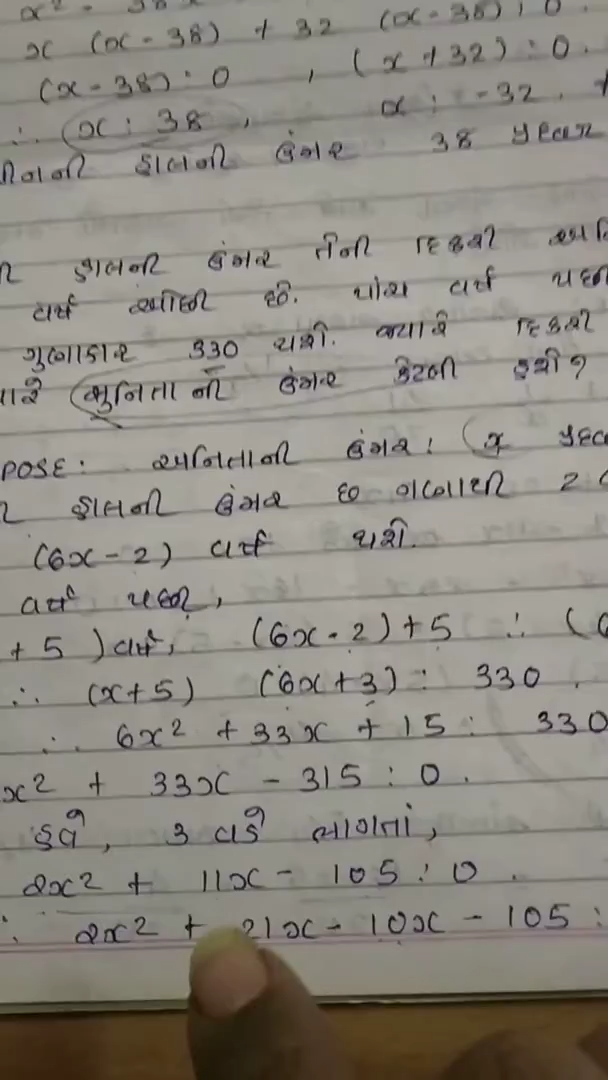 x (x - 38) + 32 (x - 38) : 0
(x - 38) : 0 , (x + 32) : 0.
∴ x : 38 , x : -32.
હાલની ઉંમર 38 year
હાલની ઉંમર તેની દિકરી
વર્ષ ઓછી છે. પાંચ વર્ષ પછી
ગુણાકાર 330 થશે. જ્યારે દિકરી
સુનિતા ની ઉંમર કેટલી હશે?
POSE: અનિતાની ઉંમર: x
હાલની ઉંમર છ ગણાથી 2
(6x - 2) વર્ષ થશે.
વર્ષ પછી,
+ 5 ) વર્ષ, (6x - 2) + 5 ∴ (6
∴ (x+5) (6x+3) : 330.
∴ 6x² + 33x + 15 : 330
x² + 33x - 315 : 0.
હવે, 3 વડે ભાગતાં,
2x² + 11x - 105 : 0.
∴ 2x² + 21x - 10x - 105 :